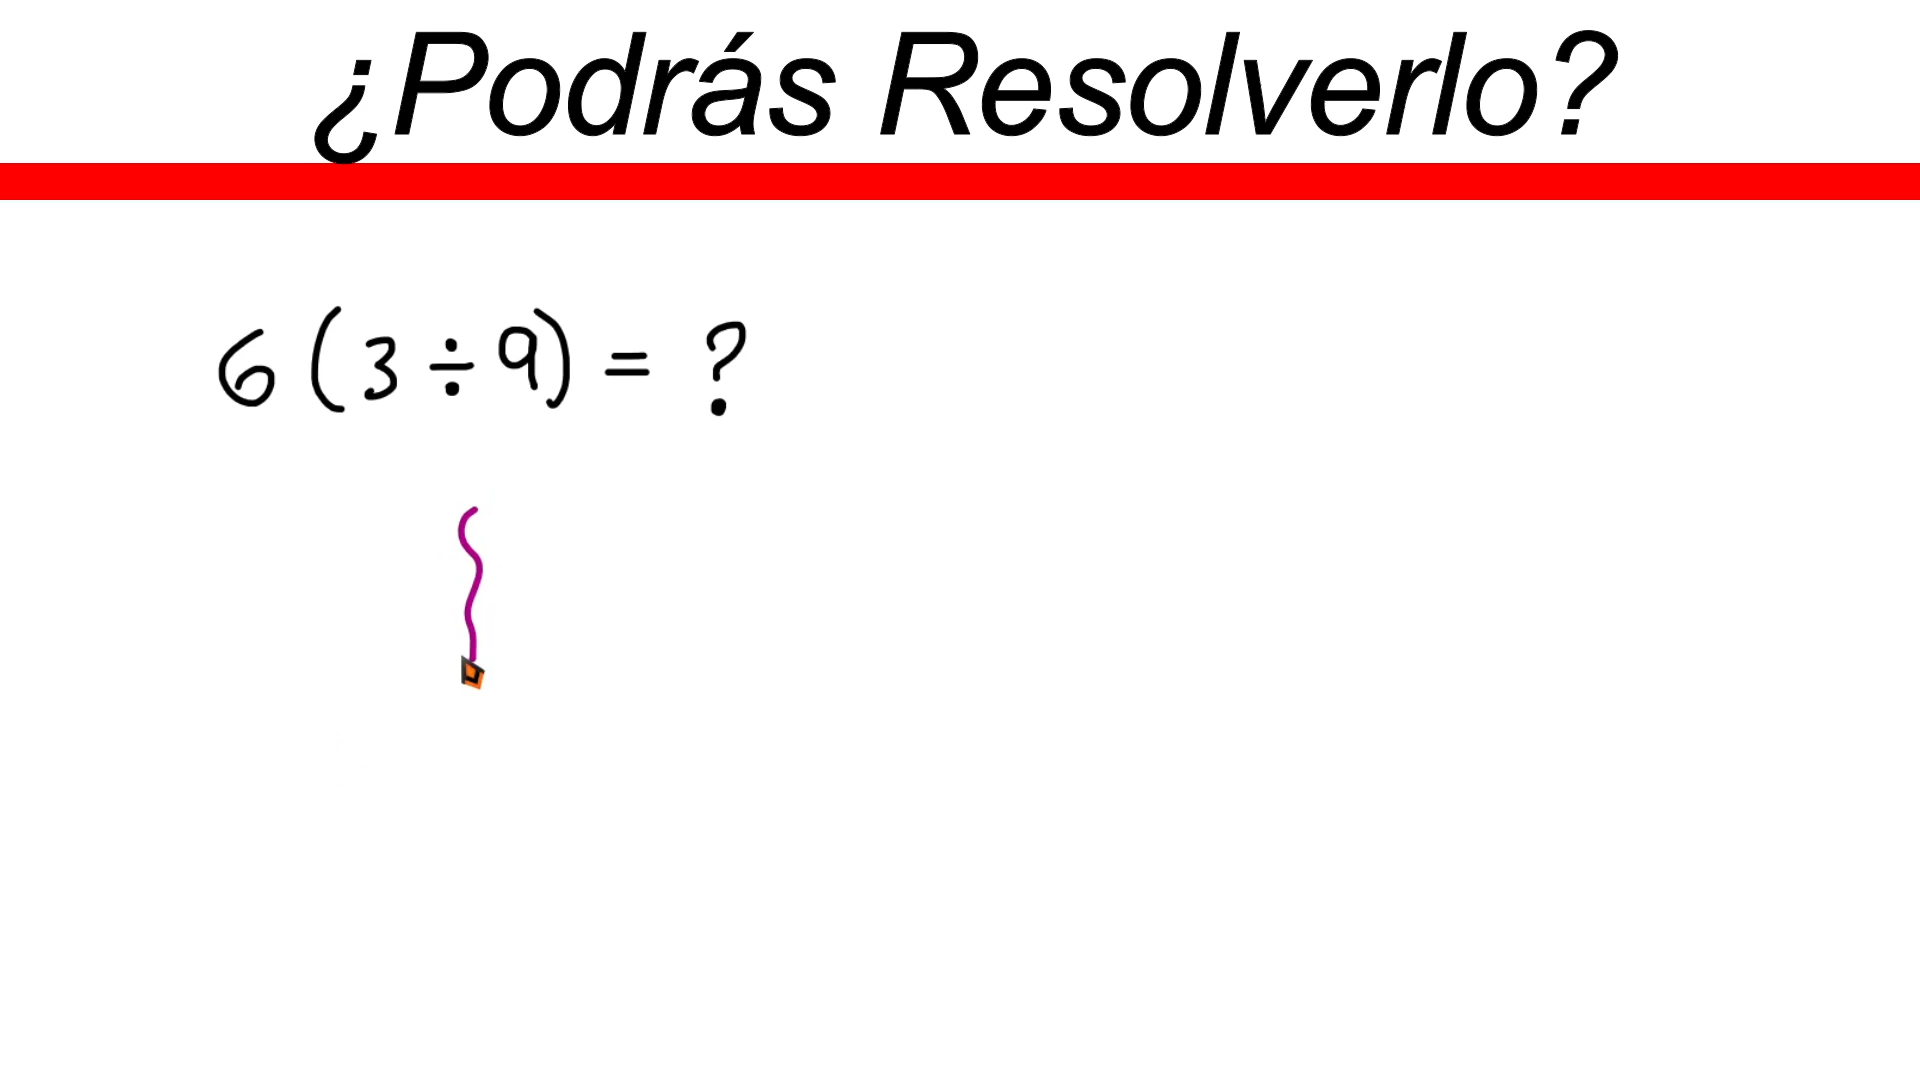 ¿Podrás Resolverlo?
6 (3 ÷ 9) = ?